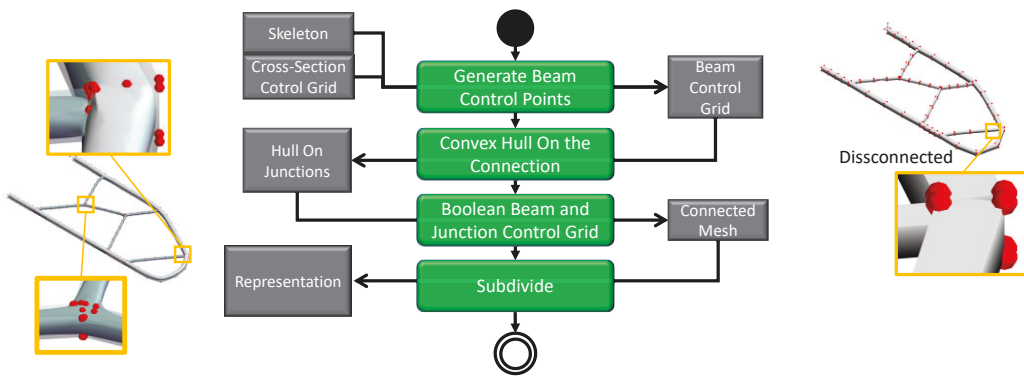 Skeleton
Cross-Section
Cotrol Grid
Generate Beam
Control Points
Beam
Control
Grid
Hull On
Junctions
Convex Hull On the
Connection
Dissconnected
Boolean Beam and
Junction Control Grid
Connected
Mesh
Representation
Subdivide